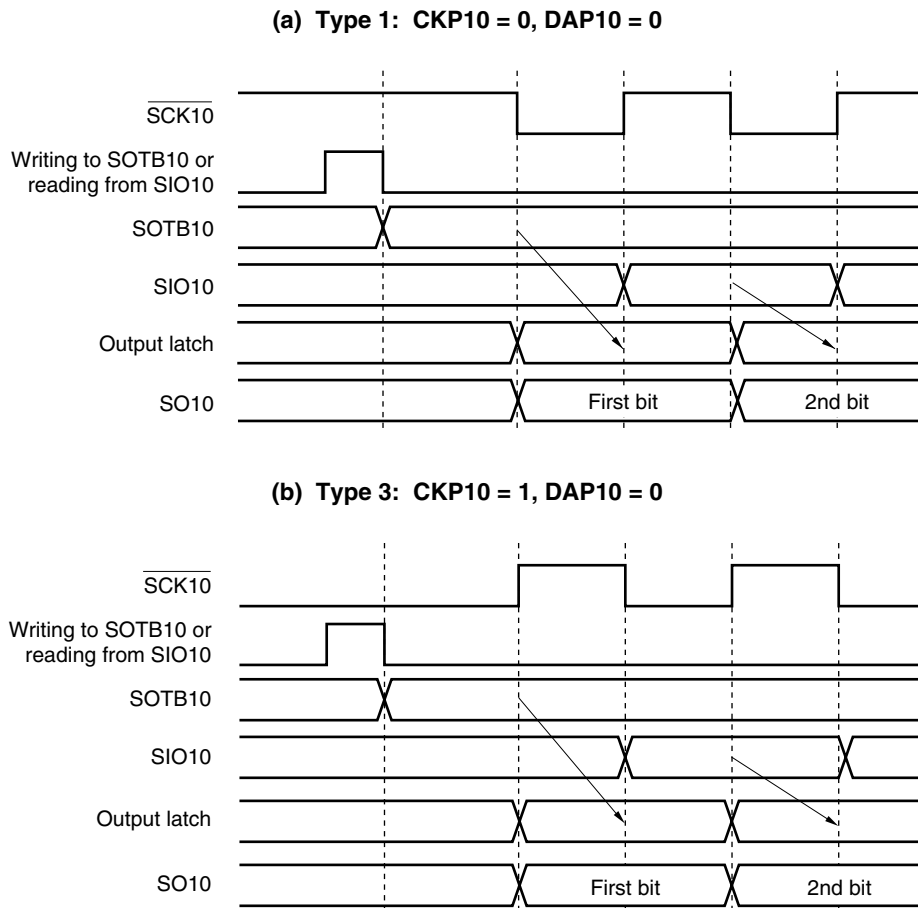 (a) Type 1: CKP10 = 0, DAP10 = 0
SCK10
Writing to SOTB10 or
reading from SIO10
SOTB10
SIO10
Output latch
SO10
First bit
2nd bit
(b) Type 3: CKP10 = 1, DAP10 = 0
SCK10
Writing to SOTB10 or
reading from SIO10
SOTB10
SIO10
Output latch
SO10
First bit
2nd bit